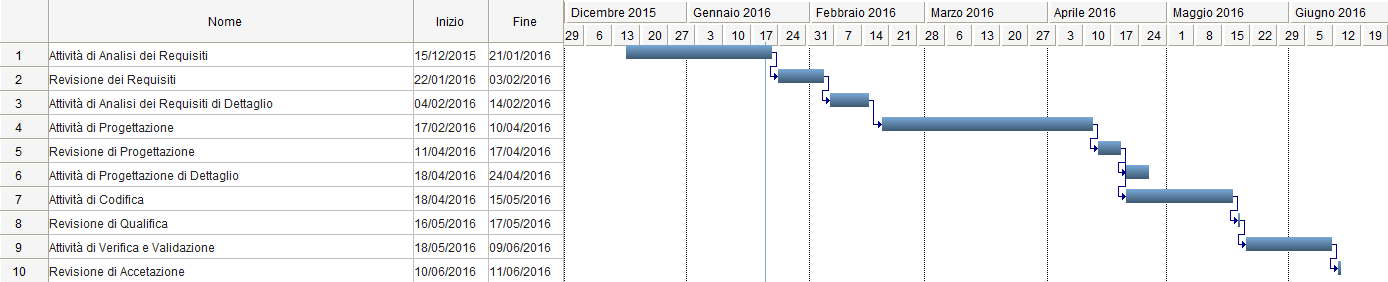 Nome Inizio Fine Dicembre 2015 Gennaio 2016 Febbraio 2016 Marzo 2016 Aprile 2016 Maggio 2016 Giugno 2016
29 6 13 20 27 3 10 17 24 31 7 14 21 28 6 13 20 27 3 10 17 24 1 8 15 22 29 5 12 19
1 Attività di Analisi dei Requisiti 15/12/2015 21/01/2016
2 Revisione dei Requisiti 22/01/2016 03/02/2016
3 Attività di Analisi dei Requisiti di Dettaglio 04/02/2016 14/02/2016
4 Attività di Progettazione 17/02/2016 10/04/2016
5 Revisione di Progettazione 11/04/2016 17/04/2016
6 Attività di Progettazione di Dettaglio 18/04/2016 24/04/2016
7 Attività di Codifica 18/04/2016 15/05/2016
8 Revisione di Qualifica 16/05/2016 17/05/2016
9 Attività di Verifica e Validazione 18/05/2016 09/06/2016
10 Revisione di Accetazione 10/06/2016 11/06/2016